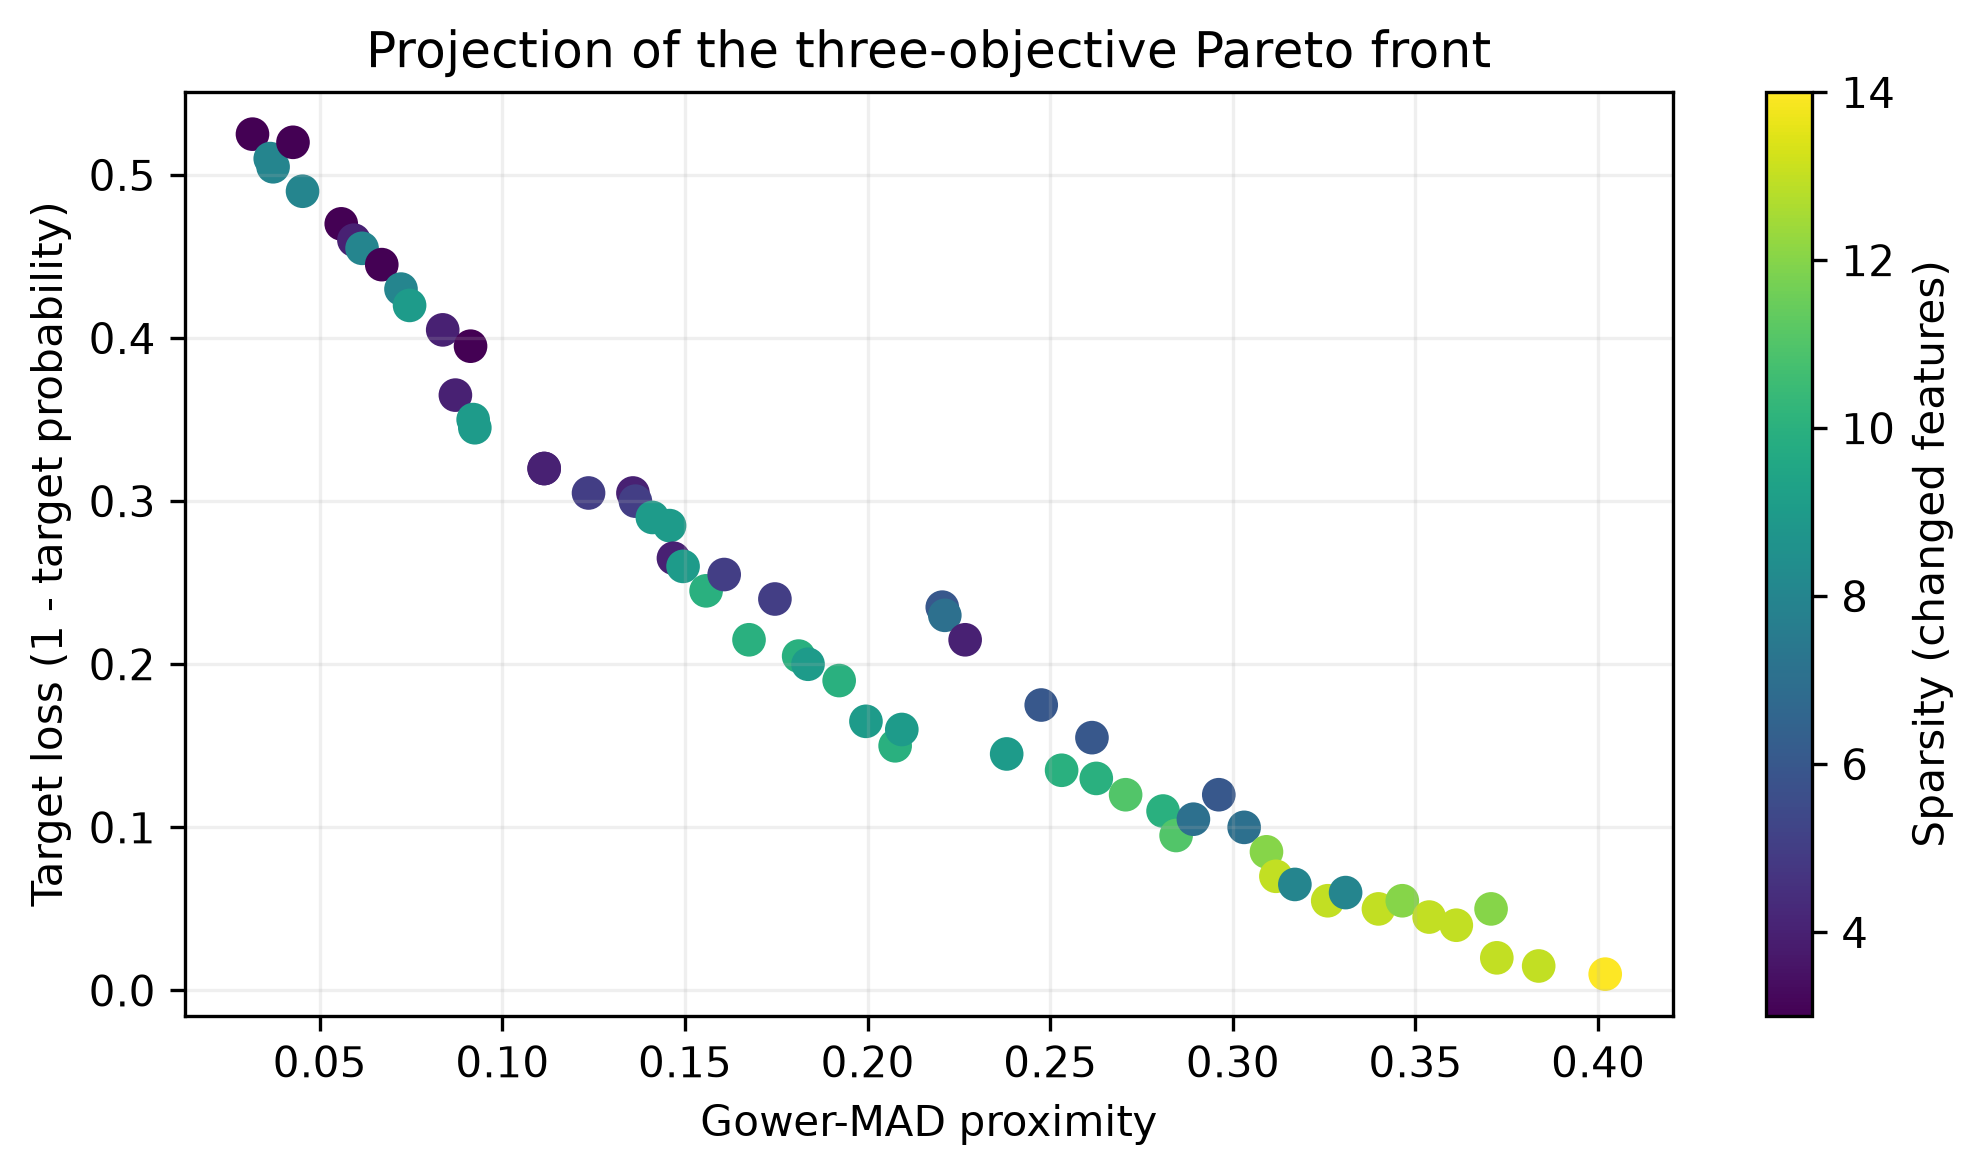 Projection of the three-objective Pareto front
Target loss (1 - target probability)
0.5
0.4
0.3
0.2
0.1
0.0
0.05 0.10 0.15 0.20 0.25 0.30 0.35 0.40
Gower-MAD proximity
14
12
10
8
6
4
Sparsity (changed features)